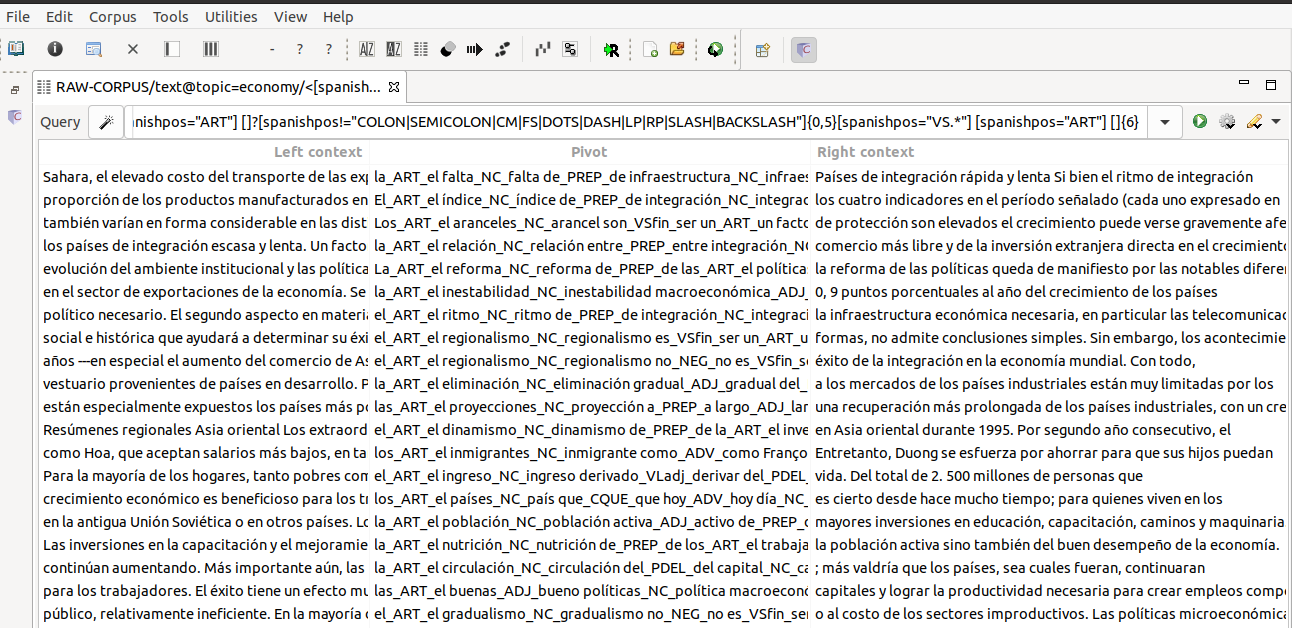 File Edit Corpus Tools Utilities View Help
- ? ? A|Z A|Z R
RAW-CORPUS/text@topic=economy/<[spanish...
Query nishpos="ART"] []?[spanishpos!="COLON|SEMICOLON|CM|FS|DOTS|DASH|LP|RP|SLASH|BACKSLASH"]{0,5}[spanishpos="VS.*"] [spanishpos="ART"] []{6}
Left context Pivot Right context
Sahara, el elevado costo del transporte de las exp la_ART_el falta_NC_falta de_PREP_de infraestructura_NC_infraes Países de integración rápida y lenta Si bien el ritmo de integración
proporción de los productos manufacturados en El_ART_el índice_NC_índice de_PREP_de integración_NC_integrac los cuatro indicadores en el período señalado (cada uno expresado en
también varían en forma considerable en las dist Los_ART_el aranceles_NC_arancel son_VSfin_ser un_ART_un facto de protección son elevados el crecimiento puede verse gravemente afe
los países de integración escasa y lenta. Un facto la_ART_el relación_NC_relación entre_PREP_entre integración_N comercio más libre y de la inversión extranjera directa en el crecimient
evolución del ambiente institucional y las política La_ART_el reforma_NC_reforma de_PREP_de las_ART_el política la reforma de las políticas queda de manifiesto por las notables difere
en el sector de exportaciones de la economía. Se la_ART_el inestabilidad_NC_inestabilidad macroeconómica_ADJ_ 0, 9 puntos porcentuales al año del crecimiento de los países
político necesario. El segundo aspecto en materi el_ART_el ritmo_NC_ritmo de_PREP_de integración_NC_integraci la infraestructura económica necesaria, en particular las telecomunica
social e histórica que ayudará a determinar su éxi el_ART_el regionalismo_NC_regionalismo es_VSfin_ser un_ART_u formas, no admite conclusiones simples. Sin embargo, los acontecimie
años ---en especial el aumento del comercio de As el_ART_el regionalismo_NC_regionalismo no_NEG_no es_VSfin_se éxito de la integración en la economía mundial. Con todo,
vestuario provenientes de países en desarrollo. P la_ART_el eliminación_NC_eliminación gradual_ADJ_gradual del_ a los mercados de los países industriales están muy limitadas por los
están especialmente expuestos los países más po las_ART_el proyecciones_NC_proyección a_PREP_a largo_ADJ_lar una recuperación más prolongada de los países industriales, con un cre
Resúmenes regionales Asia oriental Los extraord el_ART_el dinamismo_NC_dinamismo de_PREP_de la_ART_el inve en Asia oriental durante 1995. Por segundo año consecutivo, el
como Hoa, que aceptan salarios más bajos, en ta los_ART_el inmigrantes_NC_inmigrante como_ADV_como Franço Entretanto, Duong se esfuerza por ahorrar para que sus hijos puedan
Para la mayoría de los hogares, tanto pobres com el_ART_el ingreso_NC_ingreso derivado_VLadj_derivar del_PDEL_ vida. Del total de 2. 500 millones de personas que
crecimiento económico es beneficioso para los tr los_ART_el países_NC_país que_CQUE_que hoy_ADV_hoy día_NC_ es cierto desde hace mucho tiempo; para quienes viven en los
en la antigua Unión Soviética o en otros países. Lo la_ART_el población_NC_población activa_ADJ_activo de_PREP_ mayores inversiones en educación, capacitación, caminos y maquinaria
Las inversiones en la capacitación y el mejoramie la_ART_el nutrición_NC_nutrición de_PREP_de los_ART_el trabaja la población activa sino también del buen desempeño de la economía.
continúan aumentando. Más importante aún, las la_ART_el circulación_NC_circulación del_PDEL_del capital_NC_ca ; más valdría que los países, sea cuales fueran, continuaran
para los trabajadores. El éxito tiene un efecto mu las_ART_el buenas_ADJ_bueno políticas_NC_política macroecon capitales y lograr la productividad necesaria para crear empleos comp
público, relativamente ineficiente. En la mayoría el_ART_el gradualismo_NC_gradualismo no_NEG_no es_VSfin_ser o al costo de los sectores improductivos. Las políticas microeconómica